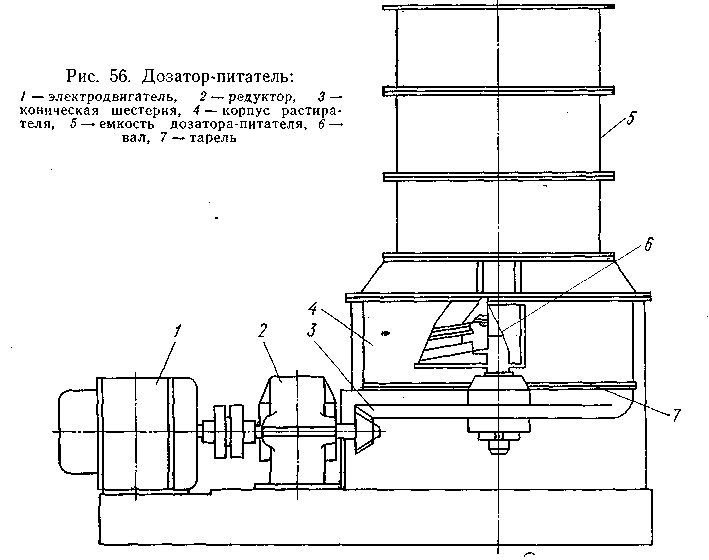 Рис. 56. Дозатор-питатель:
1 — электродвигатель, 2 — редуктор, 3 —
коническая шестерня, 4 — корпус растира-
теля, 5 — емкость дозатора-питателя, 6 —
вал, 7 — тарель
5
6
4
3
1
2
7